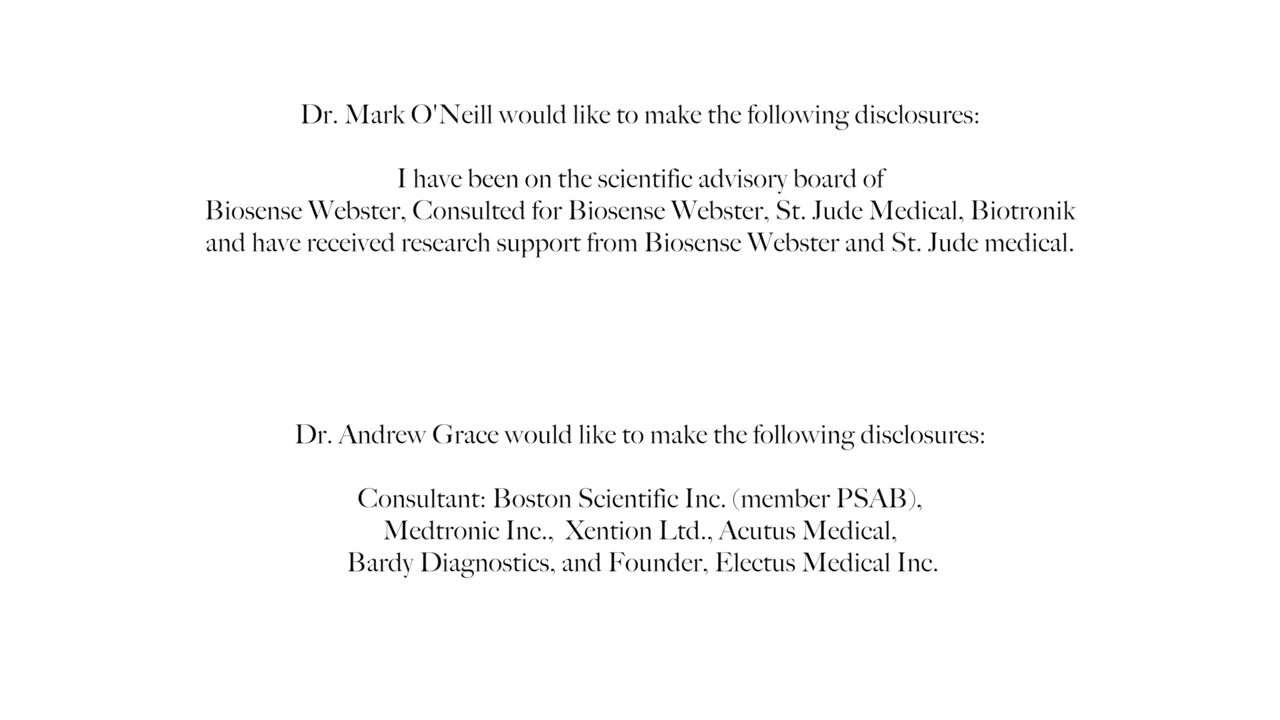 Dr. Mark O'Neill would like to make the following disclosures:
I have been on the scientific advisory board of
Biosense Webster, Consulted for Biosense Webster, St. Jude Medical, Biotronik
and have received research support from Biosense Webster and St. Jude medical.
Dr. Andrew Grace would like to make the following disclosures:
Consultant: Boston Scientific Inc. (member PSAB),
Medtronic Inc.,  Xention Ltd., Acutus Medical,
Bardy Diagnostics, and Founder, Electus Medical Inc.